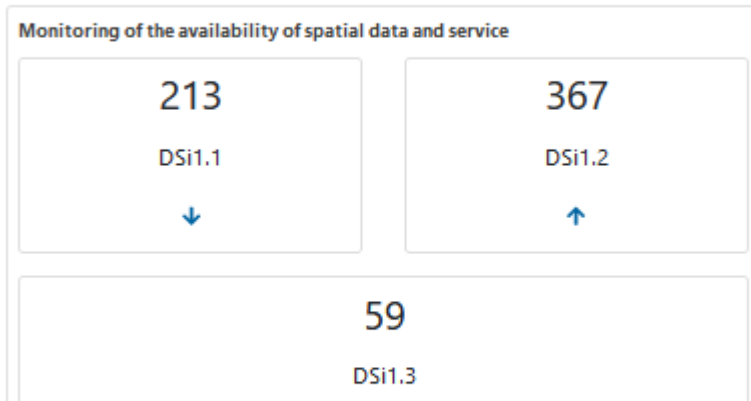 Monitoring of the availability of spatial data and service
213
367
DSi1.1
DSi1.2
59
DSi1.3